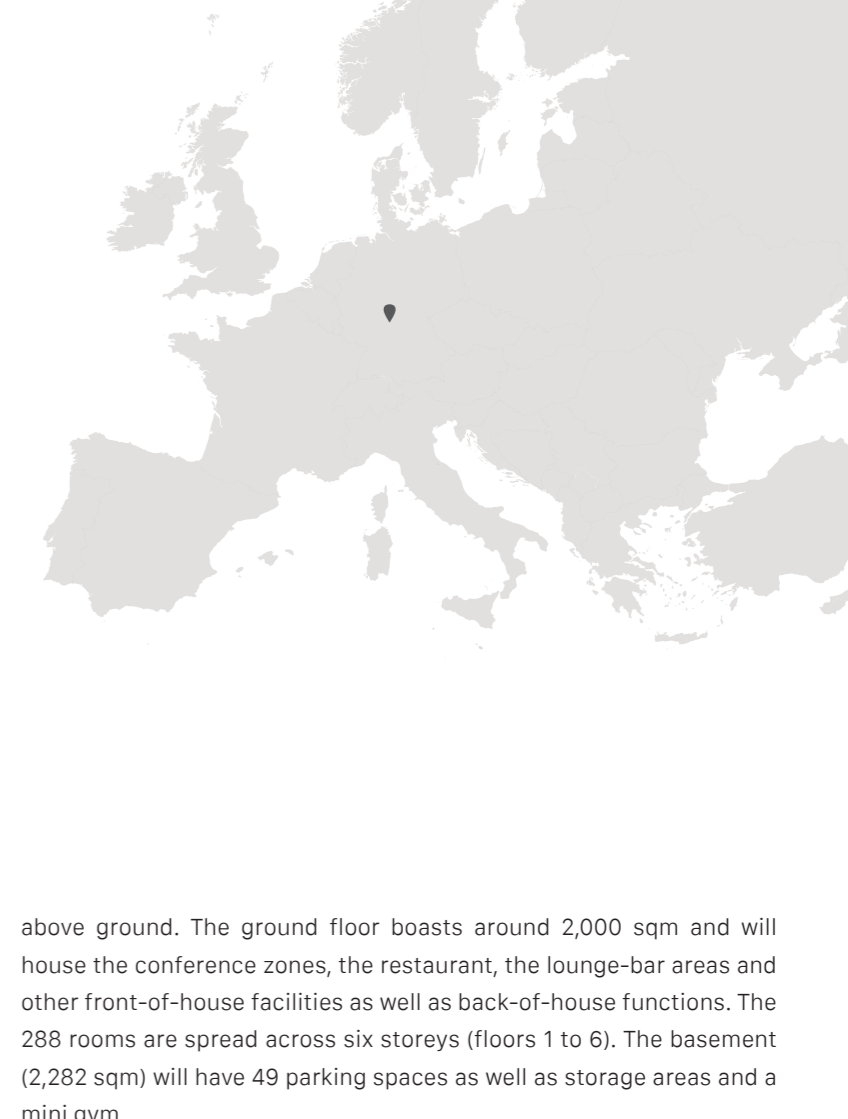 above ground. The ground floor boasts around 2,000 sqm and will
house the conference zones, the restaurant, the lounge-bar areas and
other front-of-house facilities as well as back-of-house functions. The
288 rooms are spread across six storeys (floors 1 to 6). The basement
(2,282 sqm) will have 49 parking spaces as well as storage areas and a
mini gym